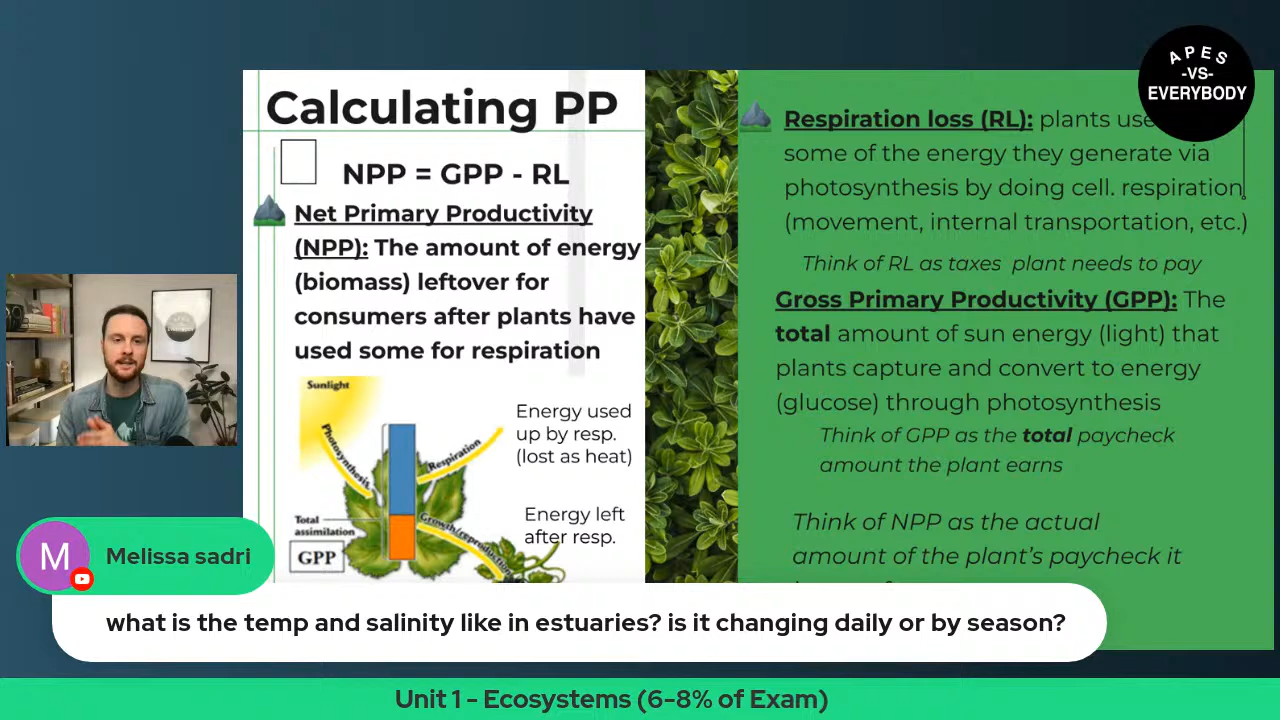 APES
-VS-
EVERYBODY
Calculating PP
NPP = GPP - RL
Net Primary Productivity
(NPP): The amount of energy
(biomass) leftover for
consumers after plants have
used some for respiration
Sunlight
Photosynthesis
Respiration
Energy used
up by resp.
(lost as heat)
Total
assimilation
GPP
Growth/reproduction
Energy left
after resp.
Respiration loss (RL): plants use
some of the energy they generate via
photosynthesis by doing cell. respiration
(movement, internal transportation, etc.)
Think of RL as taxes plant needs to pay
Gross Primary Productivity (GPP): The
total amount of sun energy (light) that
plants capture and convert to energy
(glucose) through photosynthesis
Think of GPP as the total paycheck
amount the plant earns
Think of NPP as the actual
amount of the plant's paycheck it
M
Melissa sadri
what is the temp and salinity like in estuaries? is it changing daily or by season?
Unit 1 - Ecosystems (6-8% of Exam)